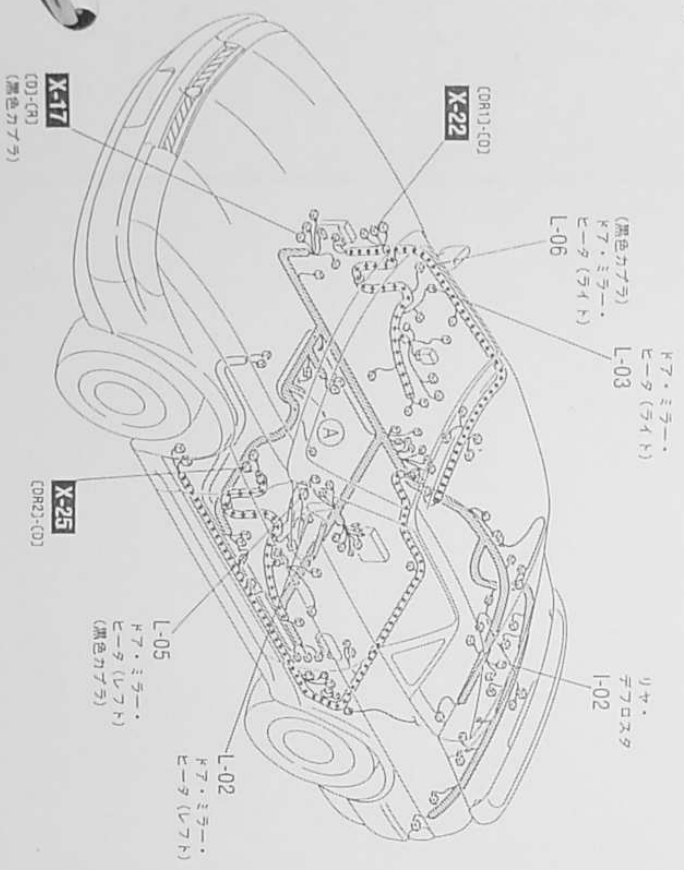 X-17
[D]-[R]
(黒色カプラ)
[DR1]-[D]
X-22
(黒色カプラ)
ドア・ミラー・
ヒータ (ライト)
L-06
ドア・ミラー・
ヒータ (ライト)
L-03
リヤ・
デフロスタ
I-02
A
X-25
[DR2]-[D]
L-05
ドア・ミラー・
ヒータ (レフト)
(黒色カプラ)
L-02
ドア・ミラー・
ヒータ (レフト)